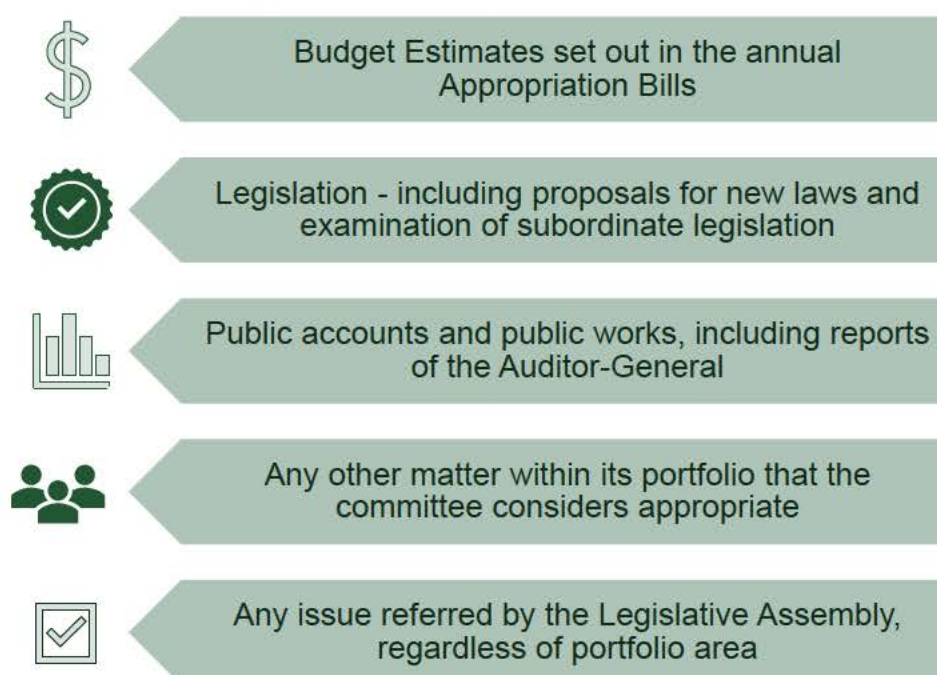 Budget Estimates set out in the annual
Appropriation Bills
Legislation - including proposals for new laws and
examination of subordinate legislation
Public accounts and public works, including reports
of the Auditor-General
Any other matter within its portfolio that the
committee considers appropriate
Any issue referred by the Legislative Assembly,
regardless of portfolio area